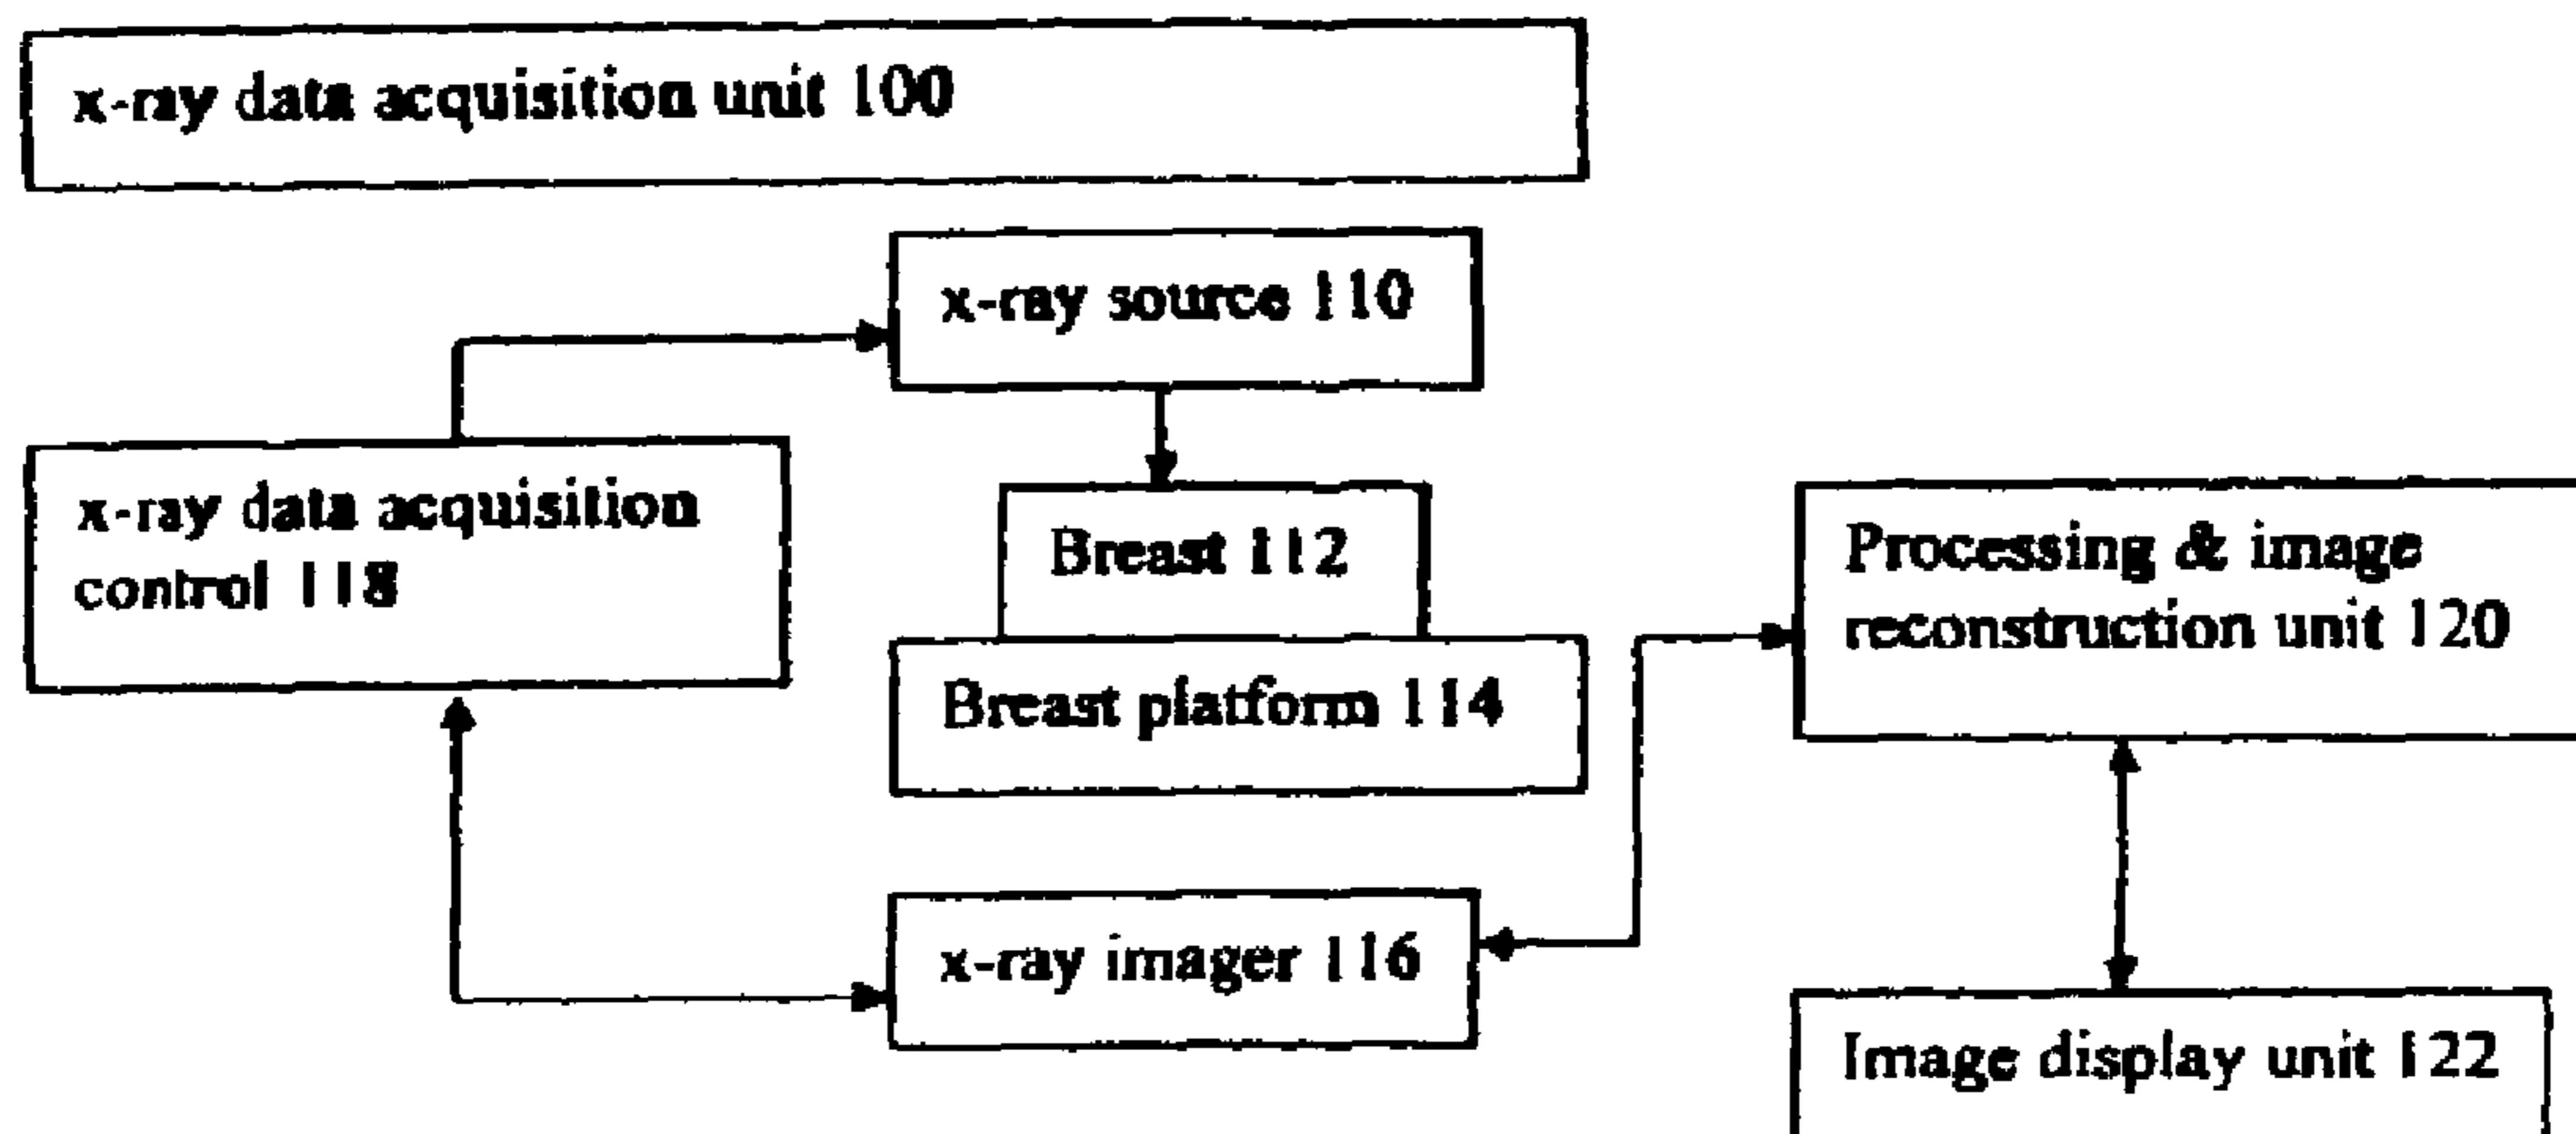 x-ray data acquisition unit 100
x-ray source 110
x-ray data acquisition
control 118
Breast 112
Breast platform 114
Processing & image
reconstruction unit 120
x-ray imager 116
Image display unit 122